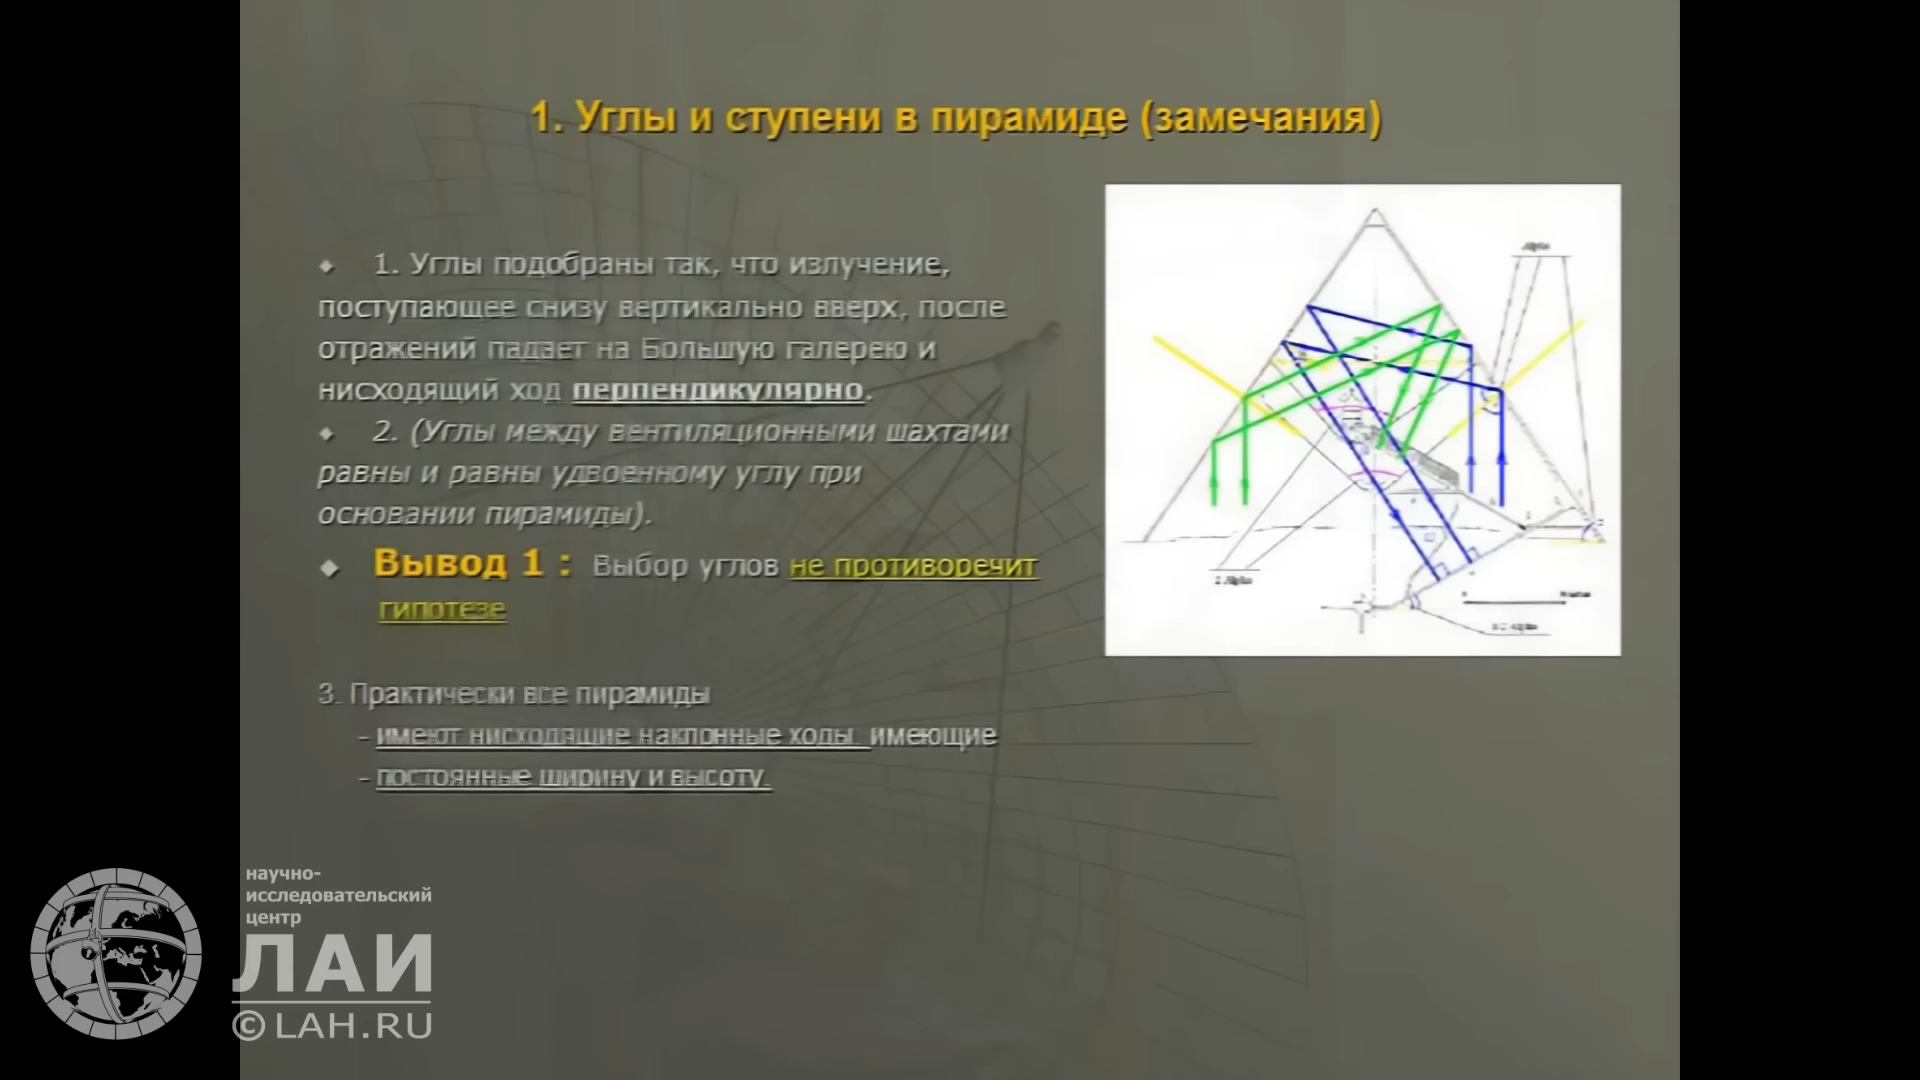 1. Углы и ступени в пирамиде (замечания)
1. Углы подобраны так, что излучение,
поступающее снизу вертикально вверх, после
отражений падает на Большую галерею и
нисходящий ход перпендикулярно.
2. (Углы между вентиляционными шахтами
равны и равны удвоенному углу при
основании пирамиды).
Вывод 1 : Выбор углов не противоречит
гипотезе
3. Практически все пирамиды
- имеют нисходящие наклонные ходы имеющие
- постоянные ширину и высоту.
Alpha
2 Alpha
научно-
исследовательский
центр
ЛАИ
© LAH.RU